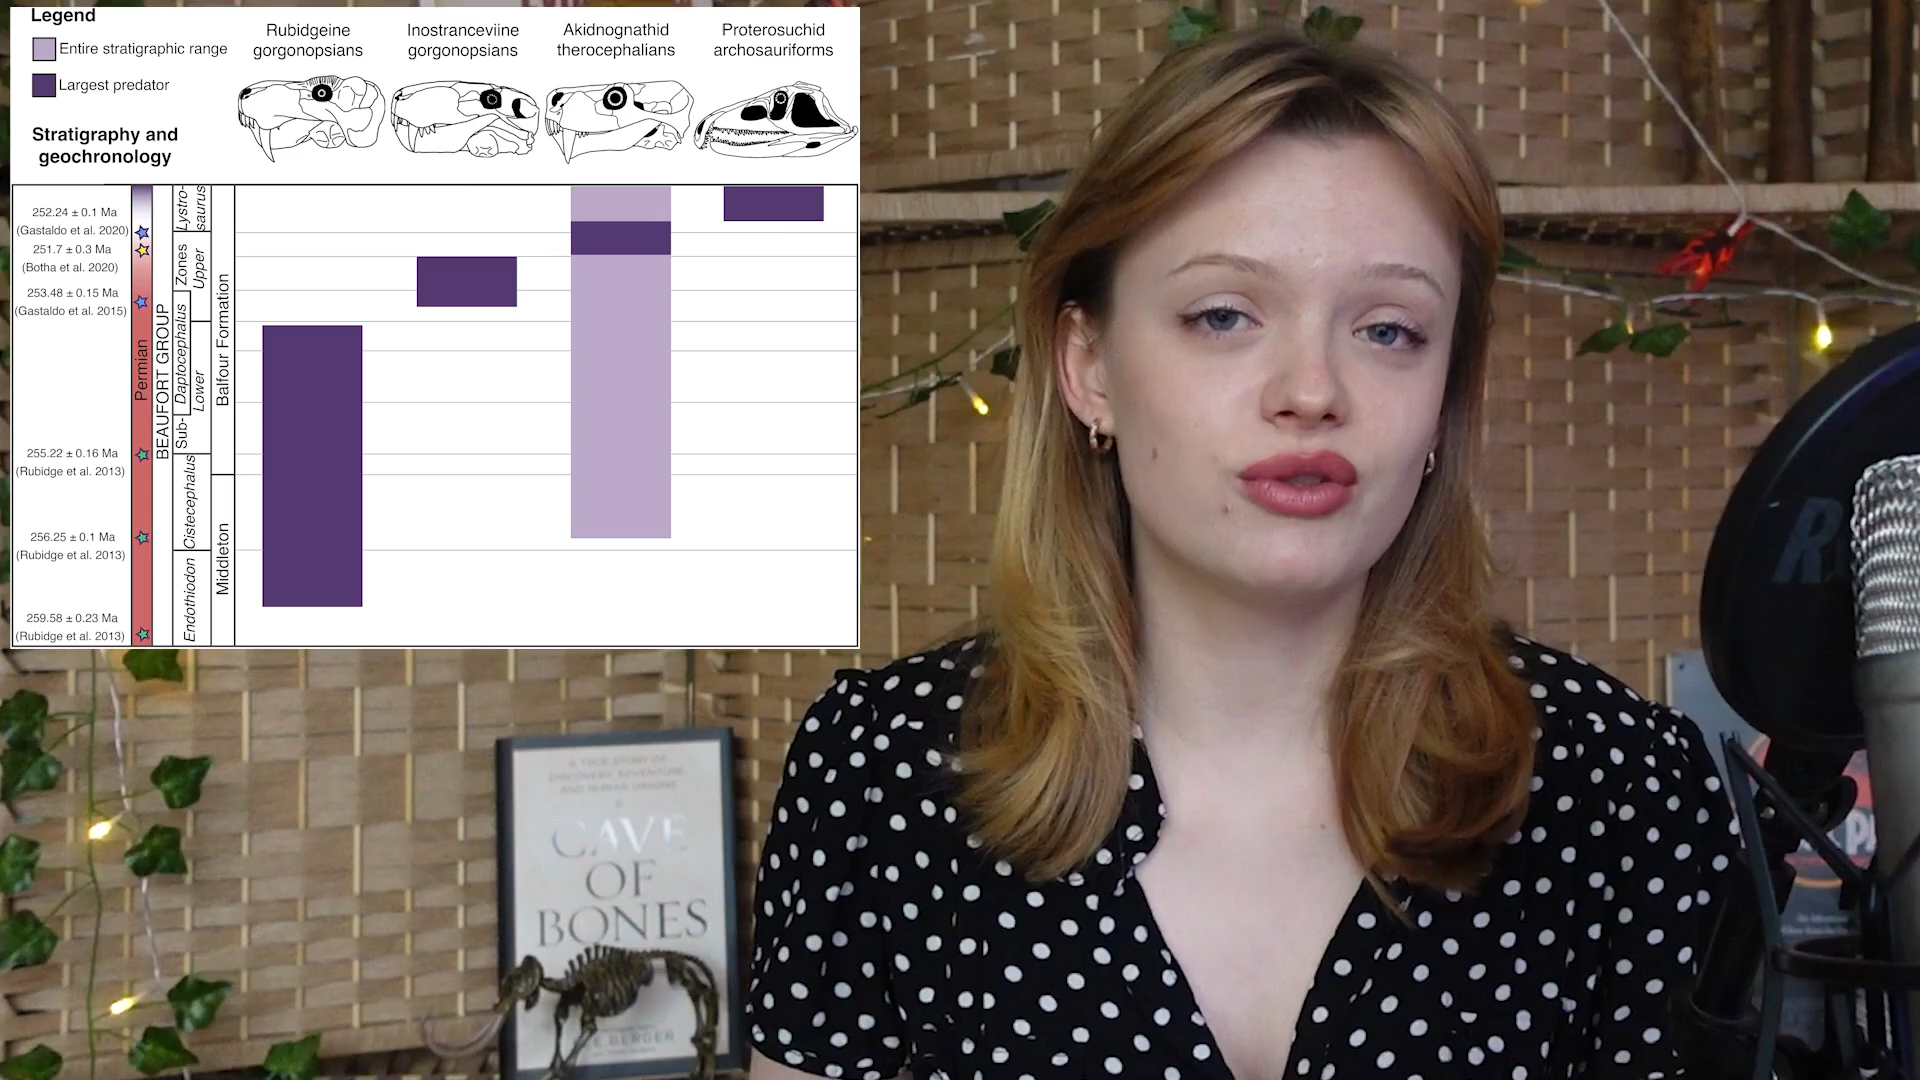 Legend
Entire stratigraphic range
Largest predator
Stratigraphy and
geochronology
Rubidgeine
gorgonopsians
Inostranceviine
gorgonopsians
Akidnognathid
therocephalians
Proterosuchid
archosauriforms
252.24 ± 0.1 Ma
(Gastaldo et al. 2020)
251.7 ± 0.3 Ma
(Botha et al. 2020)
253.48 ± 0.15 Ma
(Gastaldo et al. 2015)
255.22 ± 0.16 Ma
(Rubidge et al. 2013)
256.25 ± 0.1 Ma
(Rubidge et al. 2013)
259.58 ± 0.23 Ma
(Rubidge et al. 2013)
Permian
BEAUFORT GROUP
Sub-
Zones
Lystro-
saurus
Daptocephalus
Upper
Lower
Cistecephalus
Endothiodon
Balfour Formation
Middleton
A TRUE STORY OF
DISCOVERY, ADVENTURE,
AND HUMAN ORIGINS
CAVE
OF
BONES
BERGER